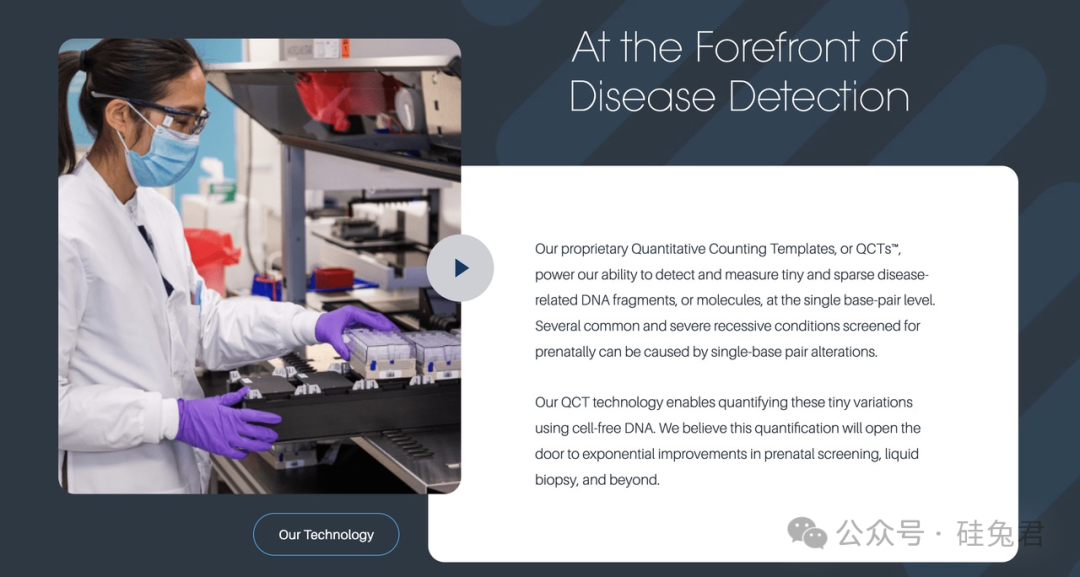 At the Forefront of
Disease Detection
Our proprietary Quantitative Counting Templates, or QCTs™,
power our ability to detect and measure tiny and sparse disease-
related DNA fragments, or molecules, at the single base-pair level.
Several common and severe recessive conditions screened for
prenatally can be caused by single-base pair alterations.
Our QCT technology enables quantifying these tiny variations
using cell-free DNA. We believe this quantification will open the
door to exponential improvements in prenatal screening, liquid
biopsy, and beyond.
Our Technology
公众号 · 硅兔君